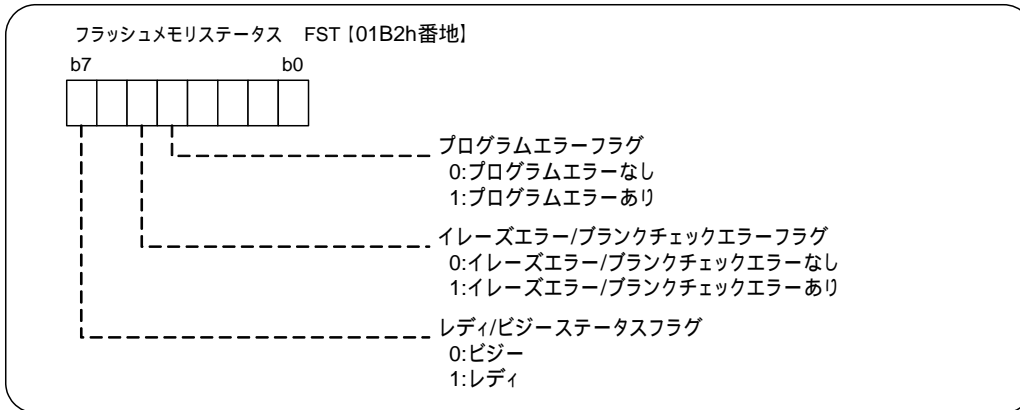 フラッシュメモリステータス FST【01B2h番地】
b7 b0
プログラムエラーフラグ
0:プログラムエラーなし
1:プログラムエラーあり
イレーズエラー/ブランクチェックエラーフラグ
0:イレーズエラー/ブランクチェックエラーなし
1:イレーズエラー/ブランクチェックエラーあり
レディ/ビジーステータスフラグ
0:ビジー
1:レディ